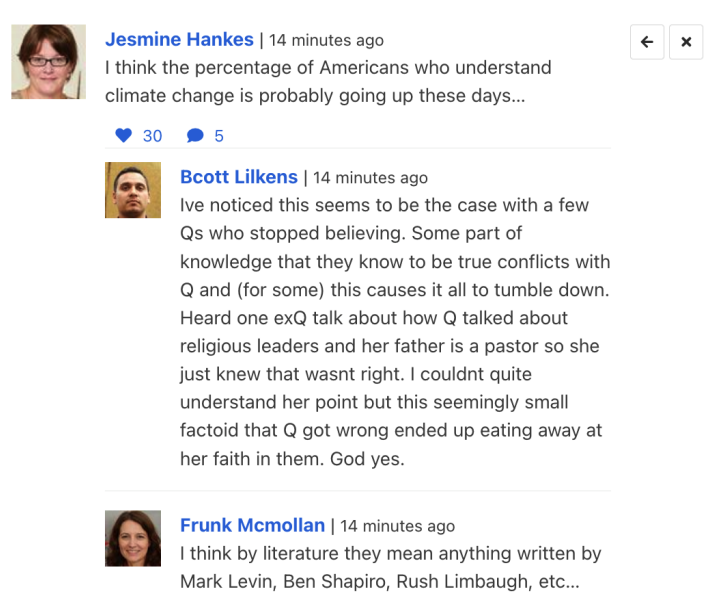 Jesmine Hankes | 14 minutes ago
I think the percentage of Americans who understand
climate change is probably going up these days...
30 5
Bcott Lilkens | 14 minutes ago
Ive noticed this seems to be the case with a few
Qs who stopped believing. Some part of
knowledge that they know to be true conflicts with
Q and (for some) this causes it all to tumble down.
Heard one exQ talk about how Q talked about
religious leaders and her father is a pastor so she
just knew that wasnt right. I couldnt quite
understand her point but this seemingly small
factoid that Q got wrong ended up eating away at
her faith in them. God yes.
Frunk Mcmollan | 14 minutes ago
I think by literature they mean anything written by
Mark Levin, Ben Shapiro, Rush Limbaugh, etc...